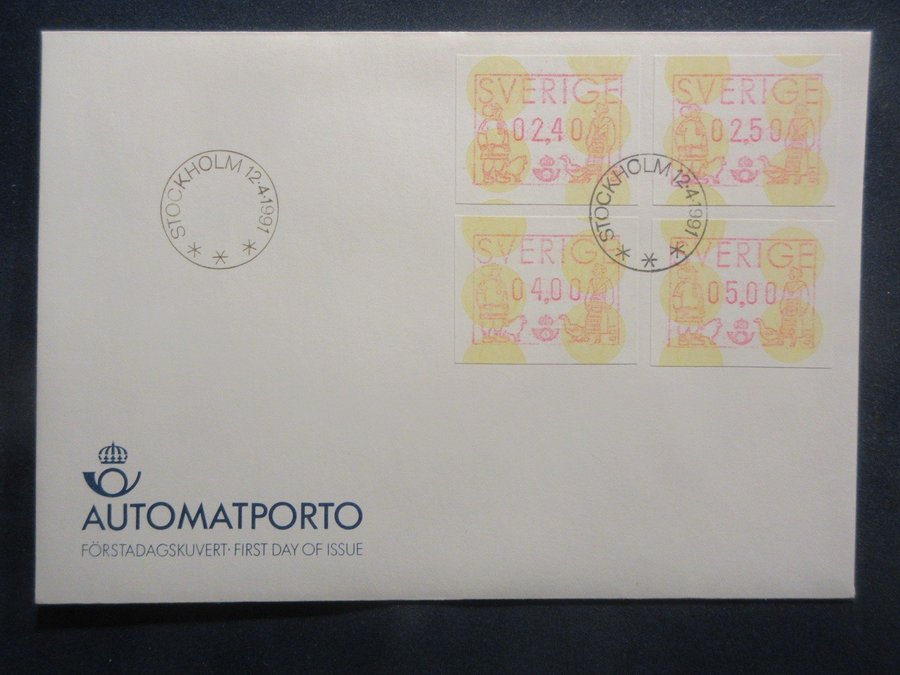 SVERIGE
02,40
SVERIGE
02,50
STOCKHOLM 12·4·1991
STOCKHOLM 12·4·1991
SVERIGE
04,00
SVERIGE
05,00
AUTOMATPORTO
FÖRSTADAGSKUVERT · FIRST DAY OF ISSUE